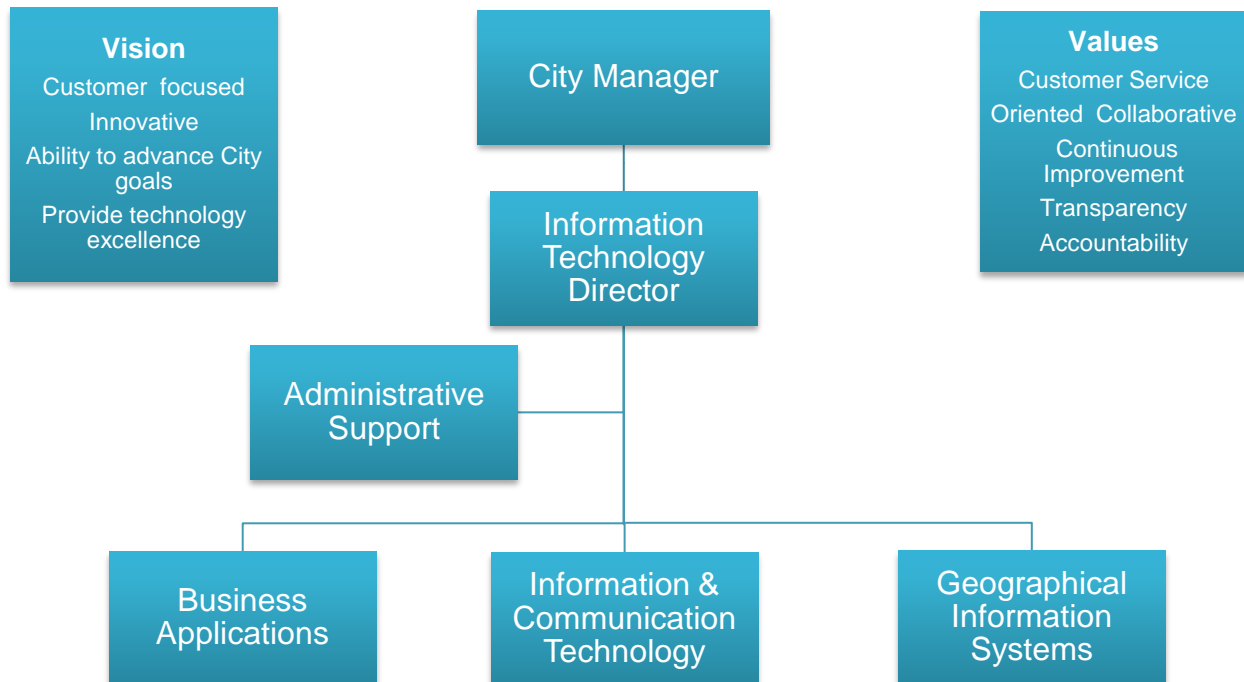 Vision
Customer focused
Innovative
Ability to advance City
goals
Provide technology
excellence
City Manager
Values
Customer Service
Oriented Collaborative
Continuous
Improvement
Transparency
Accountability
Information
Technology
Director
Administrative
Support
Business
Applications
Information &
Communication
Technology
Geographical
Information
Systems